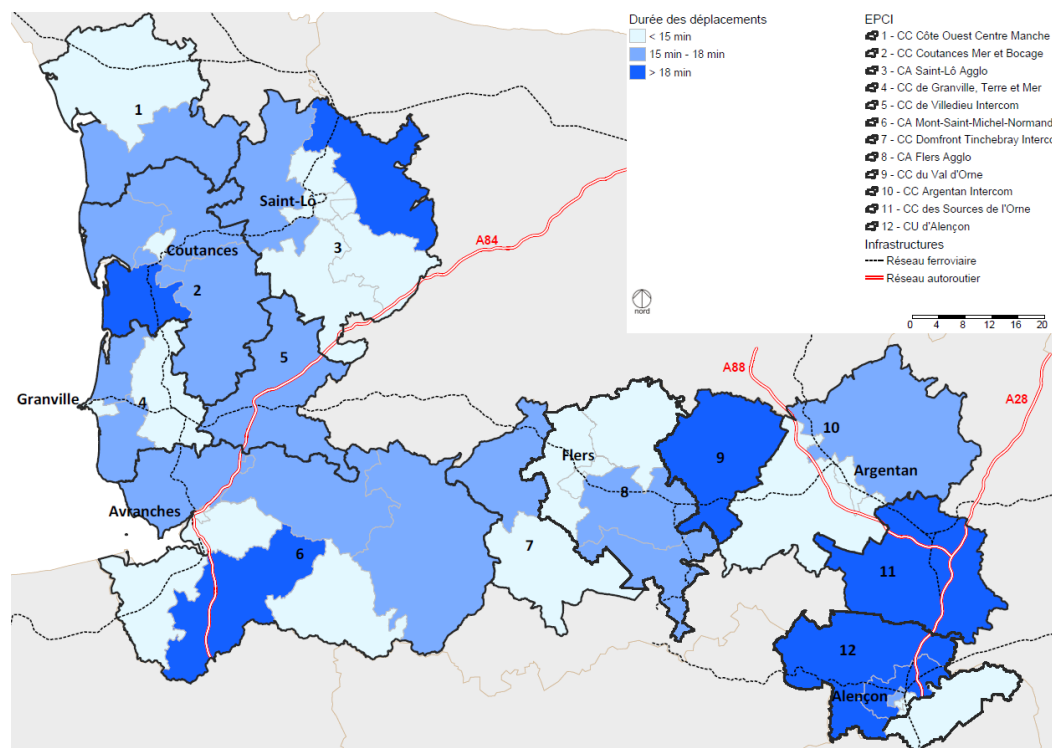 Durée des déplacements
< 15 min
15 min - 18 min
> 18 min
EPCI
1 - CC Côte Ouest Centre Manche
2 - CC Coutances Mer et Bocage
3 - CA Saint-Lô Agglo
4 - CC de Granville, Terre et Mer
5 - CC de Villedieu Intercom
6 - CA Mont-Saint-Michel-Normand
7 - CC Domfront Tinchebray Interco
8 - CA Flers Agglo
9 - CC du Val d'Orne
10 - CC Argentan Intercom
11 - CC des Sources de l'Orne
12 - CU d'Alençon
Infrastructures
Réseau ferroviaire
Réseau autoroutier
nord
0 4 8 12 16 20
1
Saint-Lô
Coutances
3
A84
2
5
Granville
4
A88
A28
10
Flers
9
Argentan
8
Avranches
6
7
11
12
Alençon